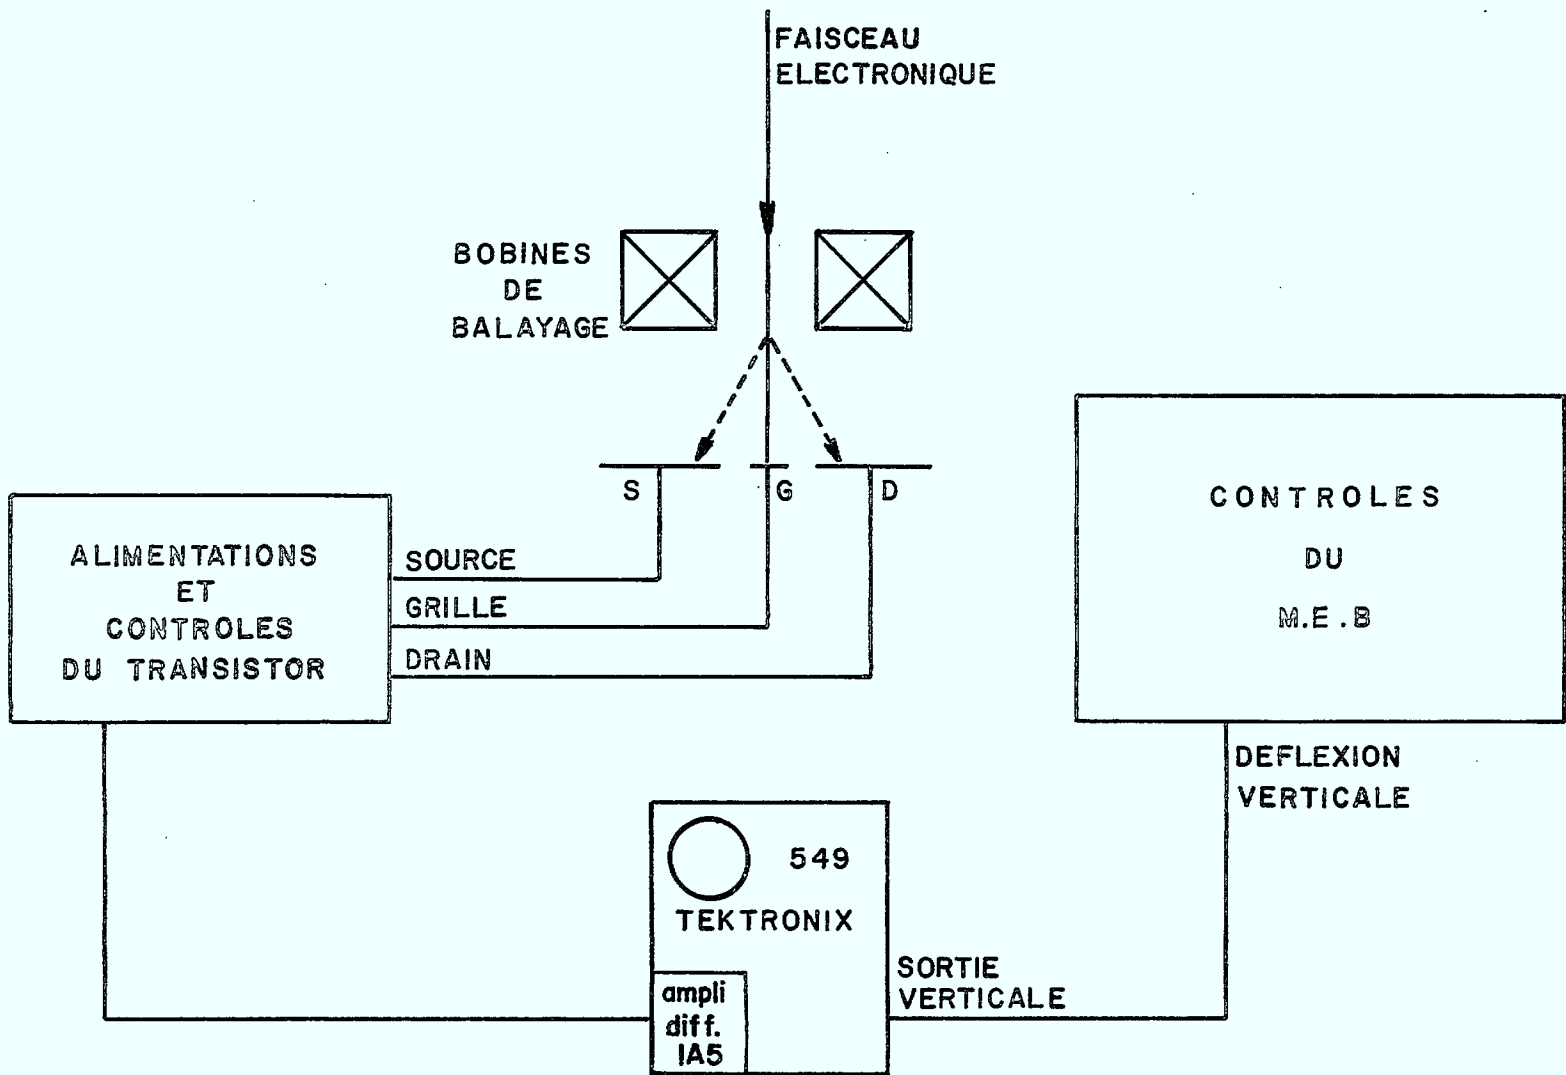 FAISCEAU
ELECTRONIQUE
BOBINES
DE
BALAYAGE
S G D
ALIMENTATIONS
ET
CONTROLES
DU TRANSISTOR
SOURCE
GRILLE
DRAIN
CONTROLES
DU
M.E.B
DEFLEXION
VERTICALE
549
TEKTRONIX
ampli
diff.
1A5
SORTIE
VERTICALE